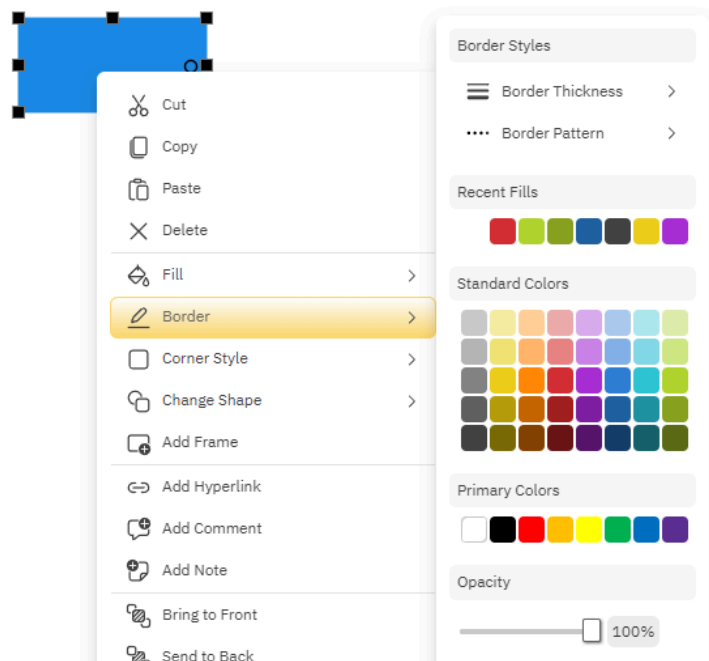 Cut
Copy
Paste
Delete
Fill
Border
Corner Style
Change Shape
Add Frame
Add Hyperlink
Add Comment
Add Note
Bring to Front
Send to Back
Border Styles
Border Thickness
Border Pattern
Recent Fills
Standard Colors
Primary Colors
Opacity
100%